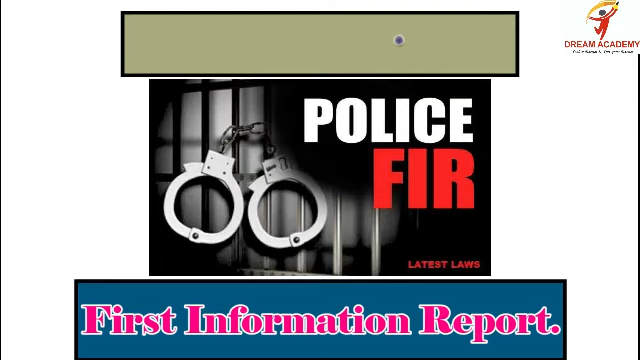 DREAM ACADEMY
POLICE
FIR
LATEST LAWS
First Information Report.